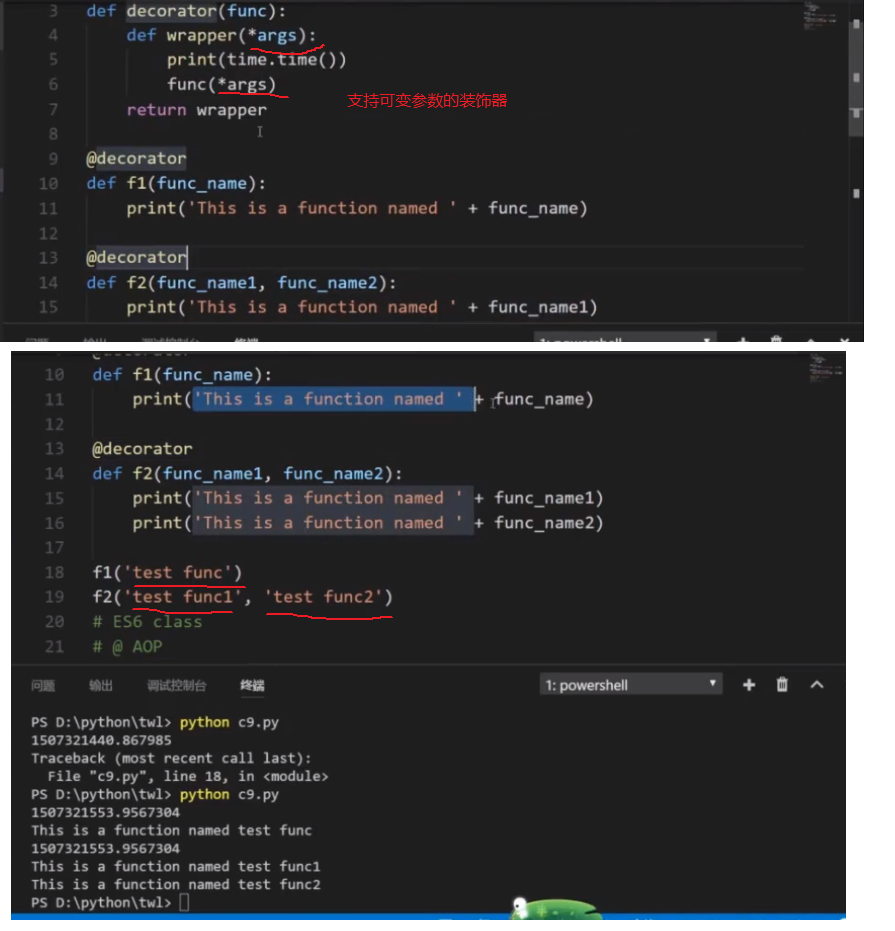 3 def decorator(func):
4 def wrapper(*args):
5 print(time.time())
6 func(*args)
支持可变参数的装饰器
7 return wrapper
8
9 @decorator
10 def f1(func_name):
11 print('This is a function named ' + func_name)
12
13 @decorator
14 def f2(func_name1, func_name2):
15 print('This is a function named ' + func_name1)
10 def f1(func_name):
11 print('This is a function named ' + func_name)
12
13 @decorator
14 def f2(func_name1, func_name2):
15 print('This is a function named ' + func_name1)
16 print('This is a function named ' + func_name2)
17
18 f1('test func')
19 f2('test func1', 'test func2')
20 # ES6 class
21 # @ AOP
问题 输出 调试控制台 终端 1: powershell
PS D:\python\twl> python c9.py
1507321440.867985
Traceback (most recent call last):
File "c9.py", line 18, in <module>
PS D:\python\twl> python c9.py
1507321553.9567304
This is a function named test func
1507321553.9567304
This is a function named test func1
This is a function named test func2
PS D:\python\twl>